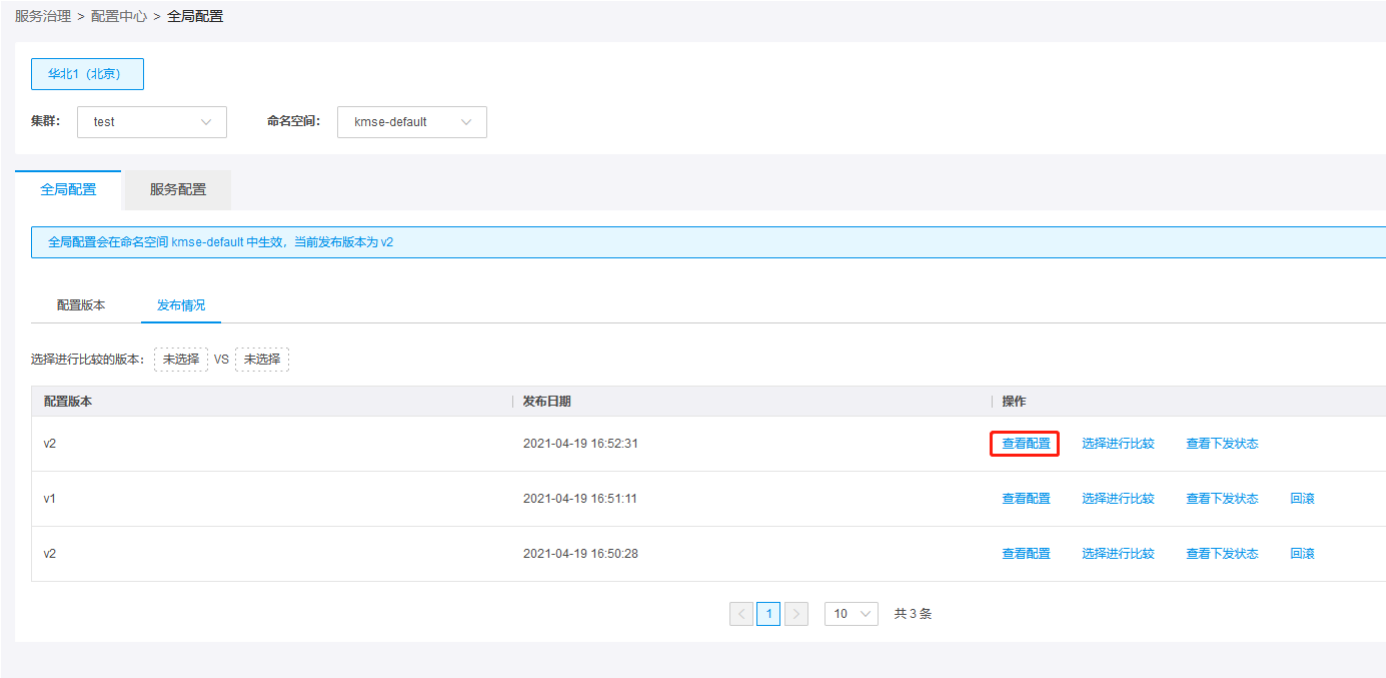 服务治理 > 配置中心 > 全局配置
华北1（北京）
集群： test 命名空间： kmse-default
全局配置 服务配置
全局配置会在命名空间 kmse-default 中生效，当前发布版本为 v2
配置版本 发布情况
选择进行比较的版本： 未选择 VS 未选择
配置版本 发布日期 操作
v2 2021-04-19 16:52:31 查看配置 选择进行比较 查看下发状态
v1 2021-04-19 16:51:11 查看配置 选择进行比较 查看下发状态 回滚
v2 2021-04-19 16:50:28 查看配置 选择进行比较 查看下发状态 回滚
< 1 > 10 共 3 条